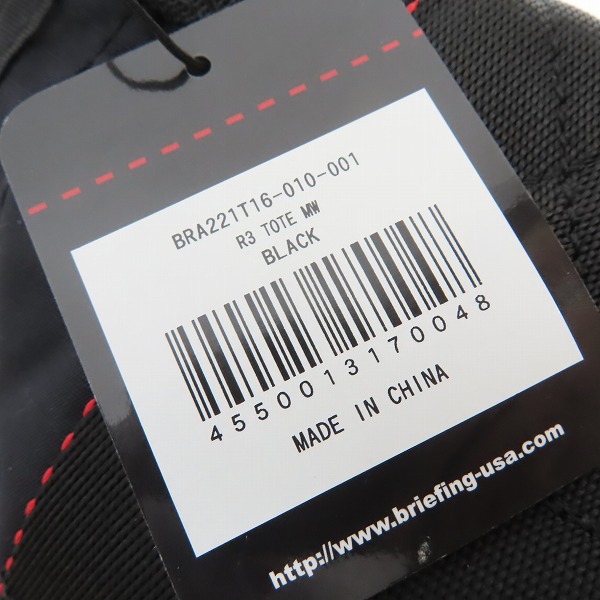 BRA221T16-010-001
R3 TOTE MW
BLACK
4550013170048
MADE IN CHINA
http://www.briefing-usa.com